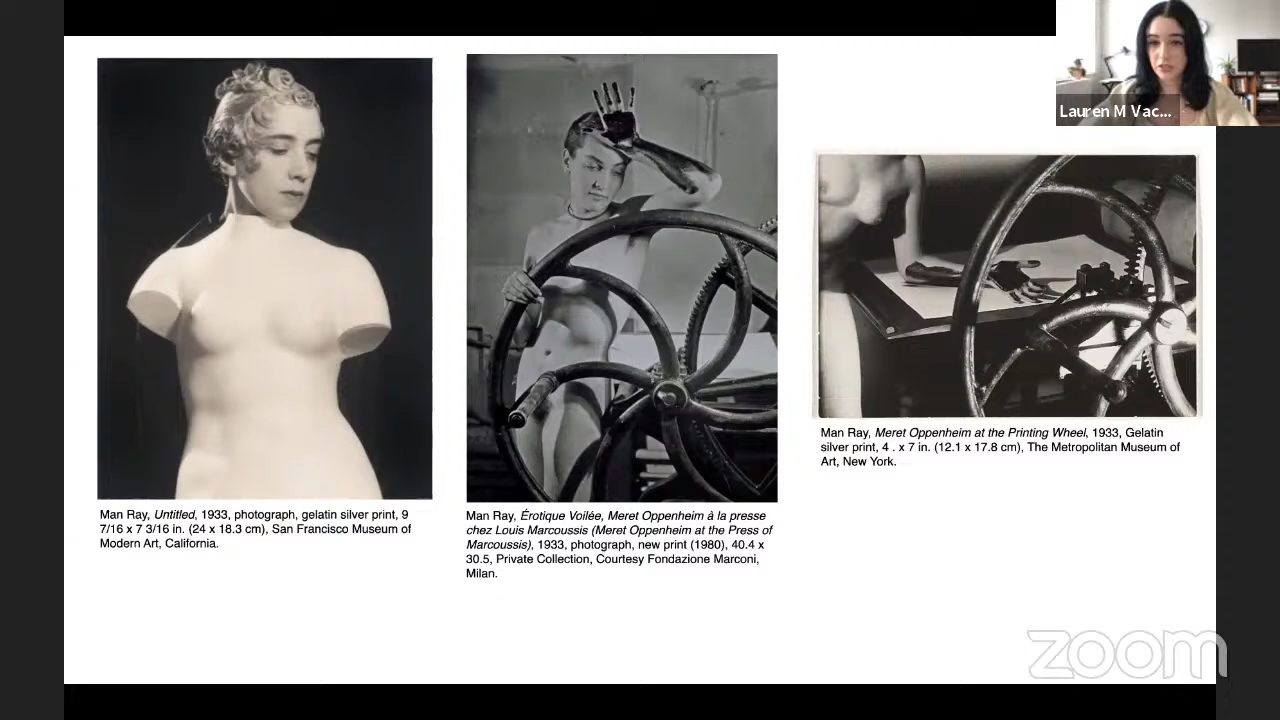 Lauren M Vac...
Man Ray, Untitled, 1933, photograph, gelatin silver print, 9
7/16 x 7 3/16 in. (24 x 18.3 cm), San Francisco Museum of
Modern Art, California.
Man Ray, Érotique Voilée, Meret Oppenheim à la presse
chez Louis Marcoussis (Meret Oppenheim at the Press of
Marcoussis), 1933, photograph, new print (1980), 40.4 x
30.5, Private Collection, Courtesy Fondazione Marconi,
Milan.
Man Ray, Meret Oppenheim at the Printing Wheel, 1933, Gelatin
silver print, 4 . x 7 in. (12.1 x 17.8 cm), The Metropolitan Museum of
Art, New York.
zoom